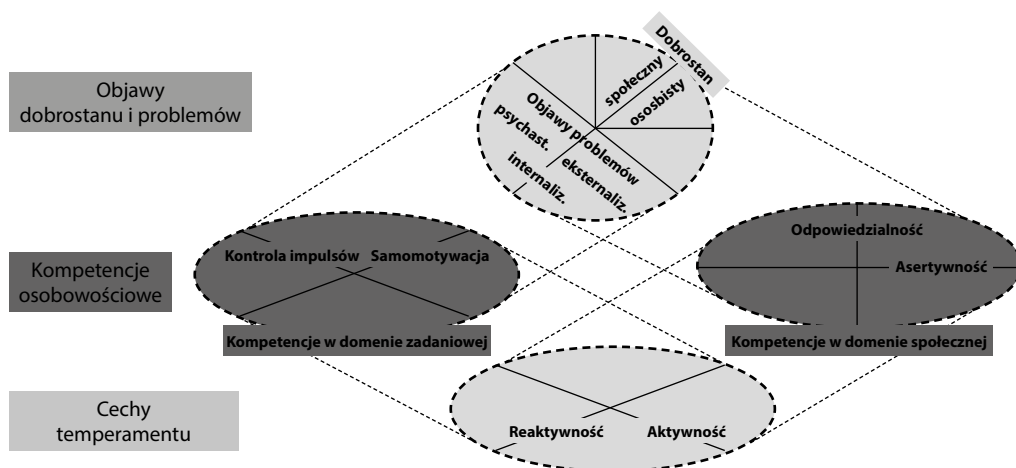 Dobrostan
Objawy
dobrostanu i problemów
społeczny
ososbisty
Objawy problemów
psychast.
eksternaliz.
internaliz.
Kompetencje
osobowościowe
Kontrola impulsów
Samomotywacja
Odpowiedzialność
Asertywność
Kompetencje w domenie zadaniowej
Kompetencje w domenie społecznej
Cechy
temperamentu
Reaktywność
Aktywność